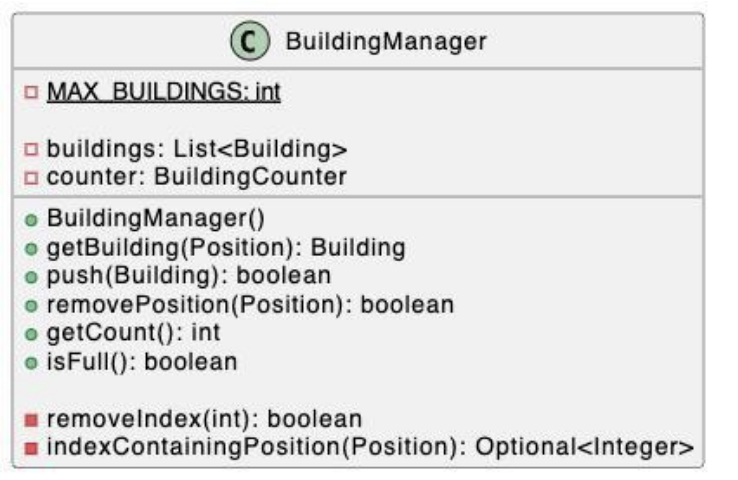 C BuildingManager
MAX_BUILDINGS: int
buildings: List<Building>
counter: BuildingCounter
BuildingManager()
getBuilding(Position): Building
push(Building): boolean
removePosition(Position): boolean
getCount(): int
isFull(): boolean
removeIndex(int): boolean
indexContainingPosition(Position): Optional<Integer>